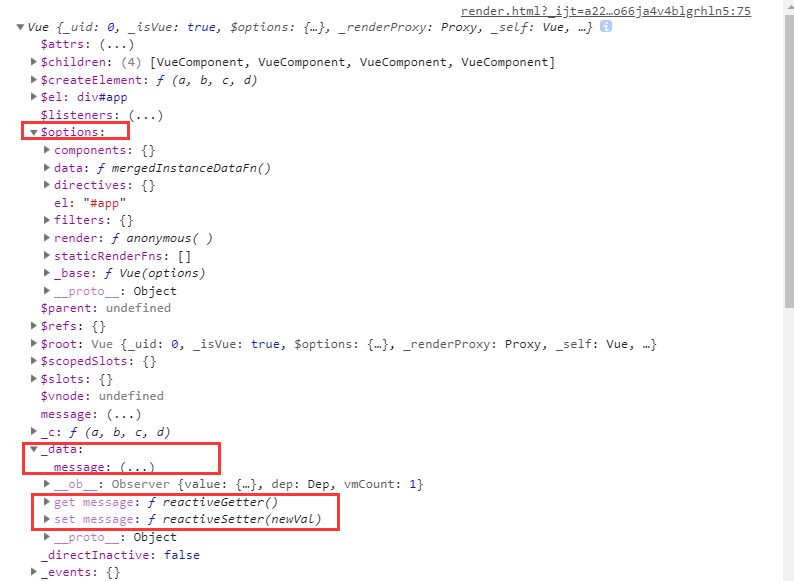 render.html?_ijt=a22…o66ja4v4blgrhln5:75
Vue {_uid: 0, _isVue: true, $options: {…}, _renderProxy: Proxy, _self: Vue, …} i
$attrs: (...)
$children: (4) [VueComponent, VueComponent, VueComponent, VueComponent]
$createElement: ƒ (a, b, c, d)
$el: div#app
$listeners: (...)
$options:
components: {}
data: ƒ mergedInstanceDataFn()
directives: {}
el: "#app"
filters: {}
render: ƒ anonymous( )
staticRenderFns: []
_base: ƒ Vue(options)
__proto__: Object
$parent: undefined
$refs: {}
$root: Vue {_uid: 0, _isVue: true, $options: {…}, _renderProxy: Proxy, _self: Vue, …}
$scopedSlots: {}
$slots: {}
$vnode: undefined
message: (...)
_c: ƒ (a, b, c, d)
_data:
message: (...)
__ob__: Observer {value: {…}, dep: Dep, vmCount: 1}
get message: ƒ reactiveGetter()
set message: ƒ reactiveSetter(newVal)
__proto__: Object
_directInactive: false
_events: {}